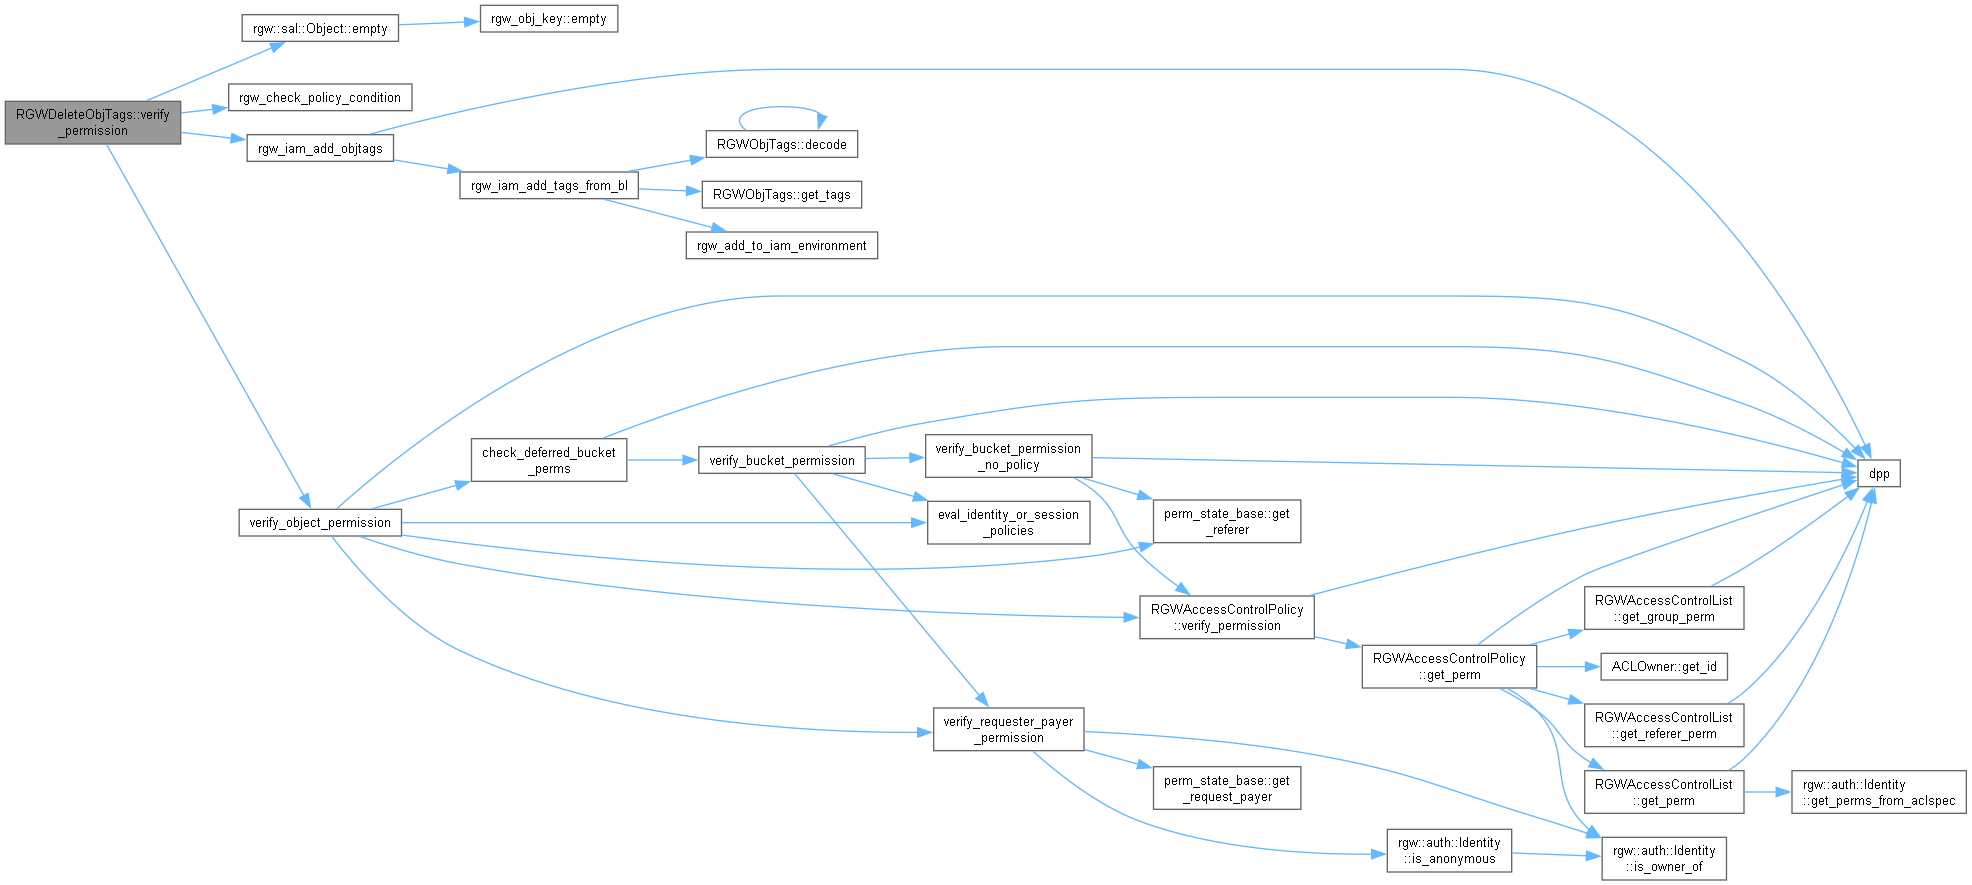 rgw::sal::Object::empty
rgw_obj_key::empty
RGWDeleteObjTags::verify
_permission
rgw_check_policy_condition
rgw_iam_add_objtags
RGWObjTags::decode
rgw_iam_add_tags_from_bl
RGWObjTags::get_tags
rgw_add_to_iam_environment
check_deferred_bucket
_perms
verify_bucket_permission
verify_bucket_permission
_no_policy
dpp
verify_object_permission
eval_identity_or_session
_policies
perm_state_base::get
_referer
RGWAccessControlPolicy
::verify_permission
RGWAccessControlList
::get_group_perm
RGWAccessControlPolicy
::get_perm
ACLOwner::get_id
verify_requester_payer
_permission
RGWAccessControlList
::get_referer_perm
perm_state_base::get
_request_payer
RGWAccessControlList
::get_perm
rgw::auth::Identity
::get_perms_from_aclspec
rgw::auth::Identity
::is_anonymous
rgw::auth::Identity
::is_owner_of